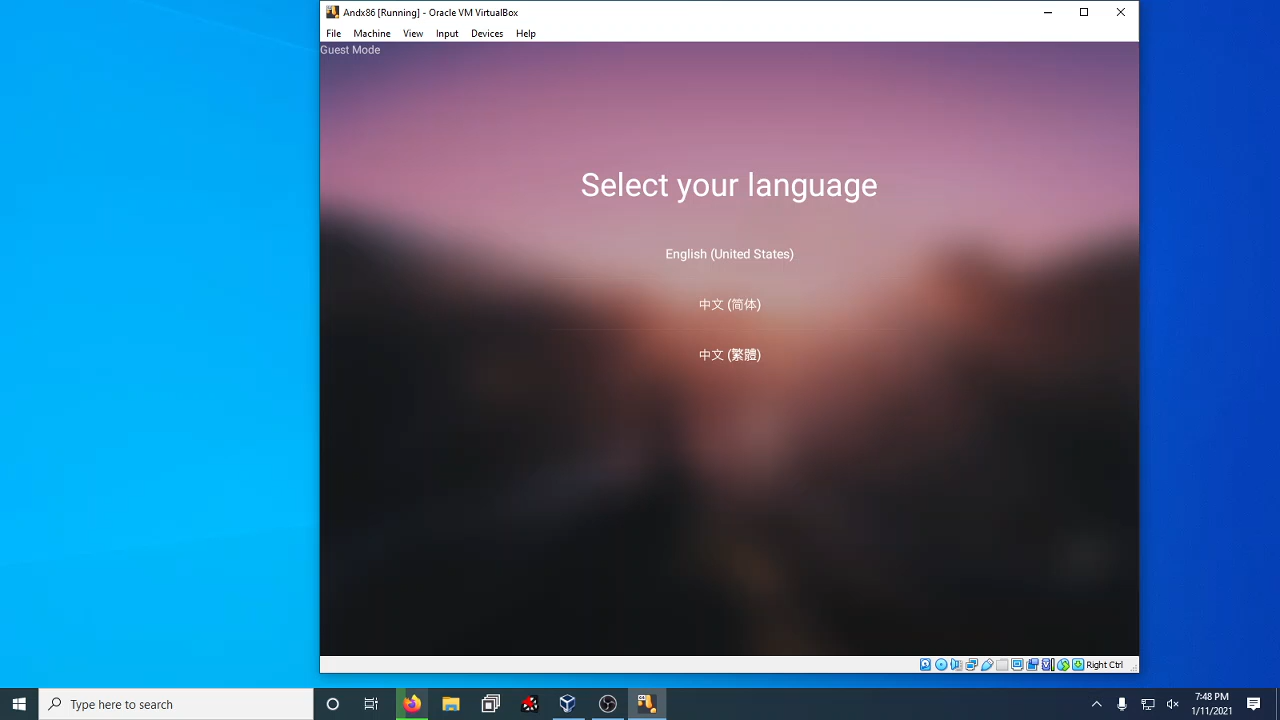 Andx86 [Running] - Oracle VM VirtualBox
File Machine View Input Devices Help
Guest Mode
Select your language
English (United States)
中文 (简体)
中文 (繁體)
Right Ctrl
Type here to search
7:48 PM
1/11/2021